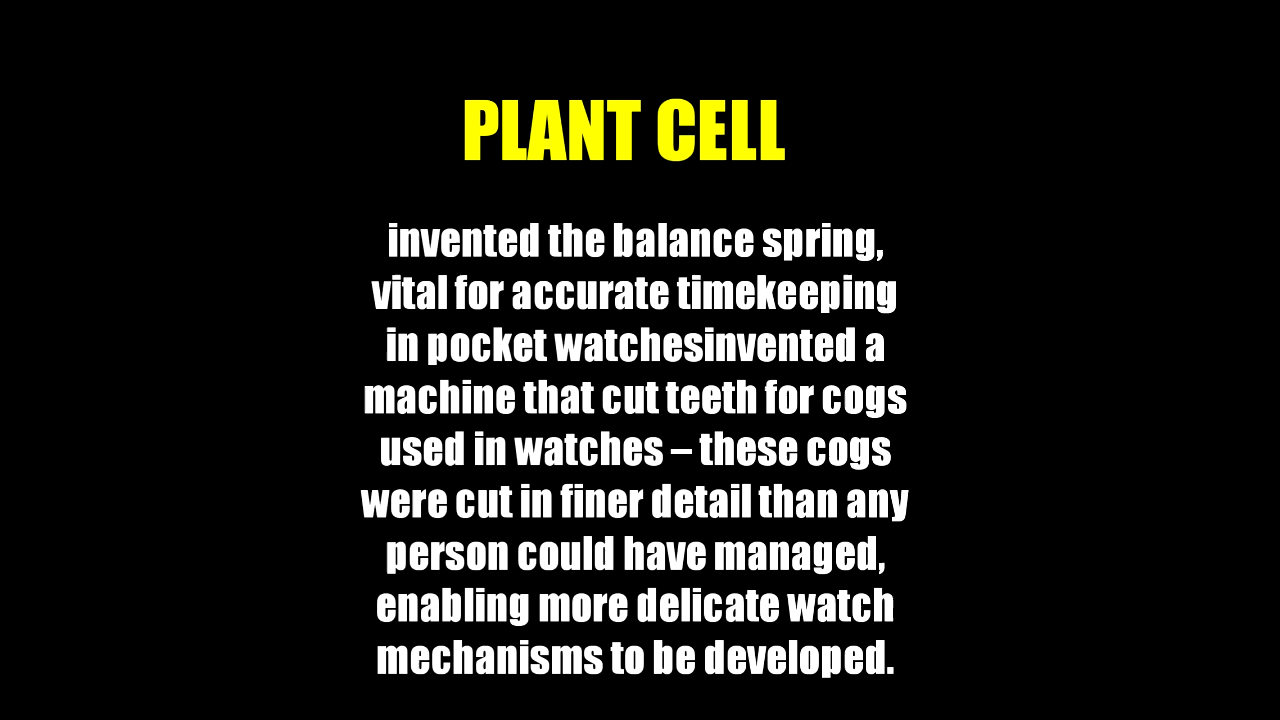 PLANT CELL
invented the balance spring,
vital for accurate timekeeping
in pocket watchesinvented a
machine that cut teeth for cogs
used in watches – these cogs
were cut in finer detail than any
person could have managed,
enabling more delicate watch
mechanisms to be developed.